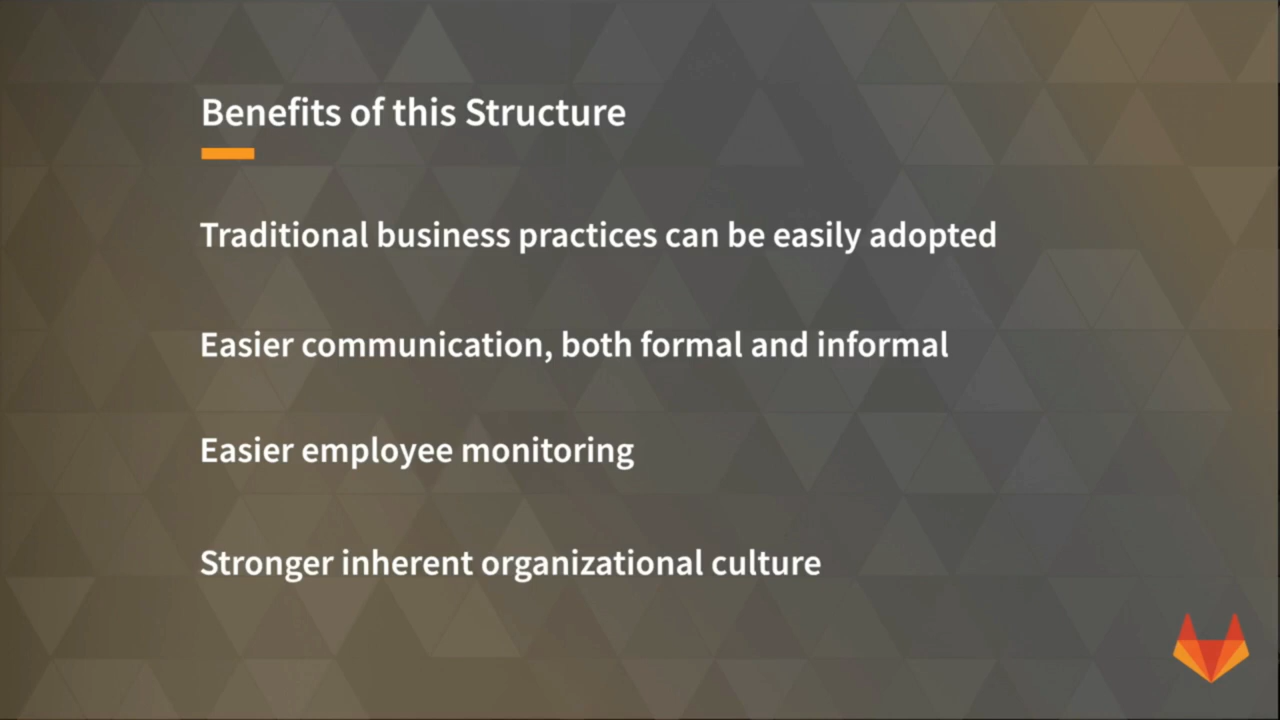 Benefits of this Structure
Traditional business practices can be easily adopted
Easier communication, both formal and informal
Easier employee monitoring
Stronger inherent organizational culture